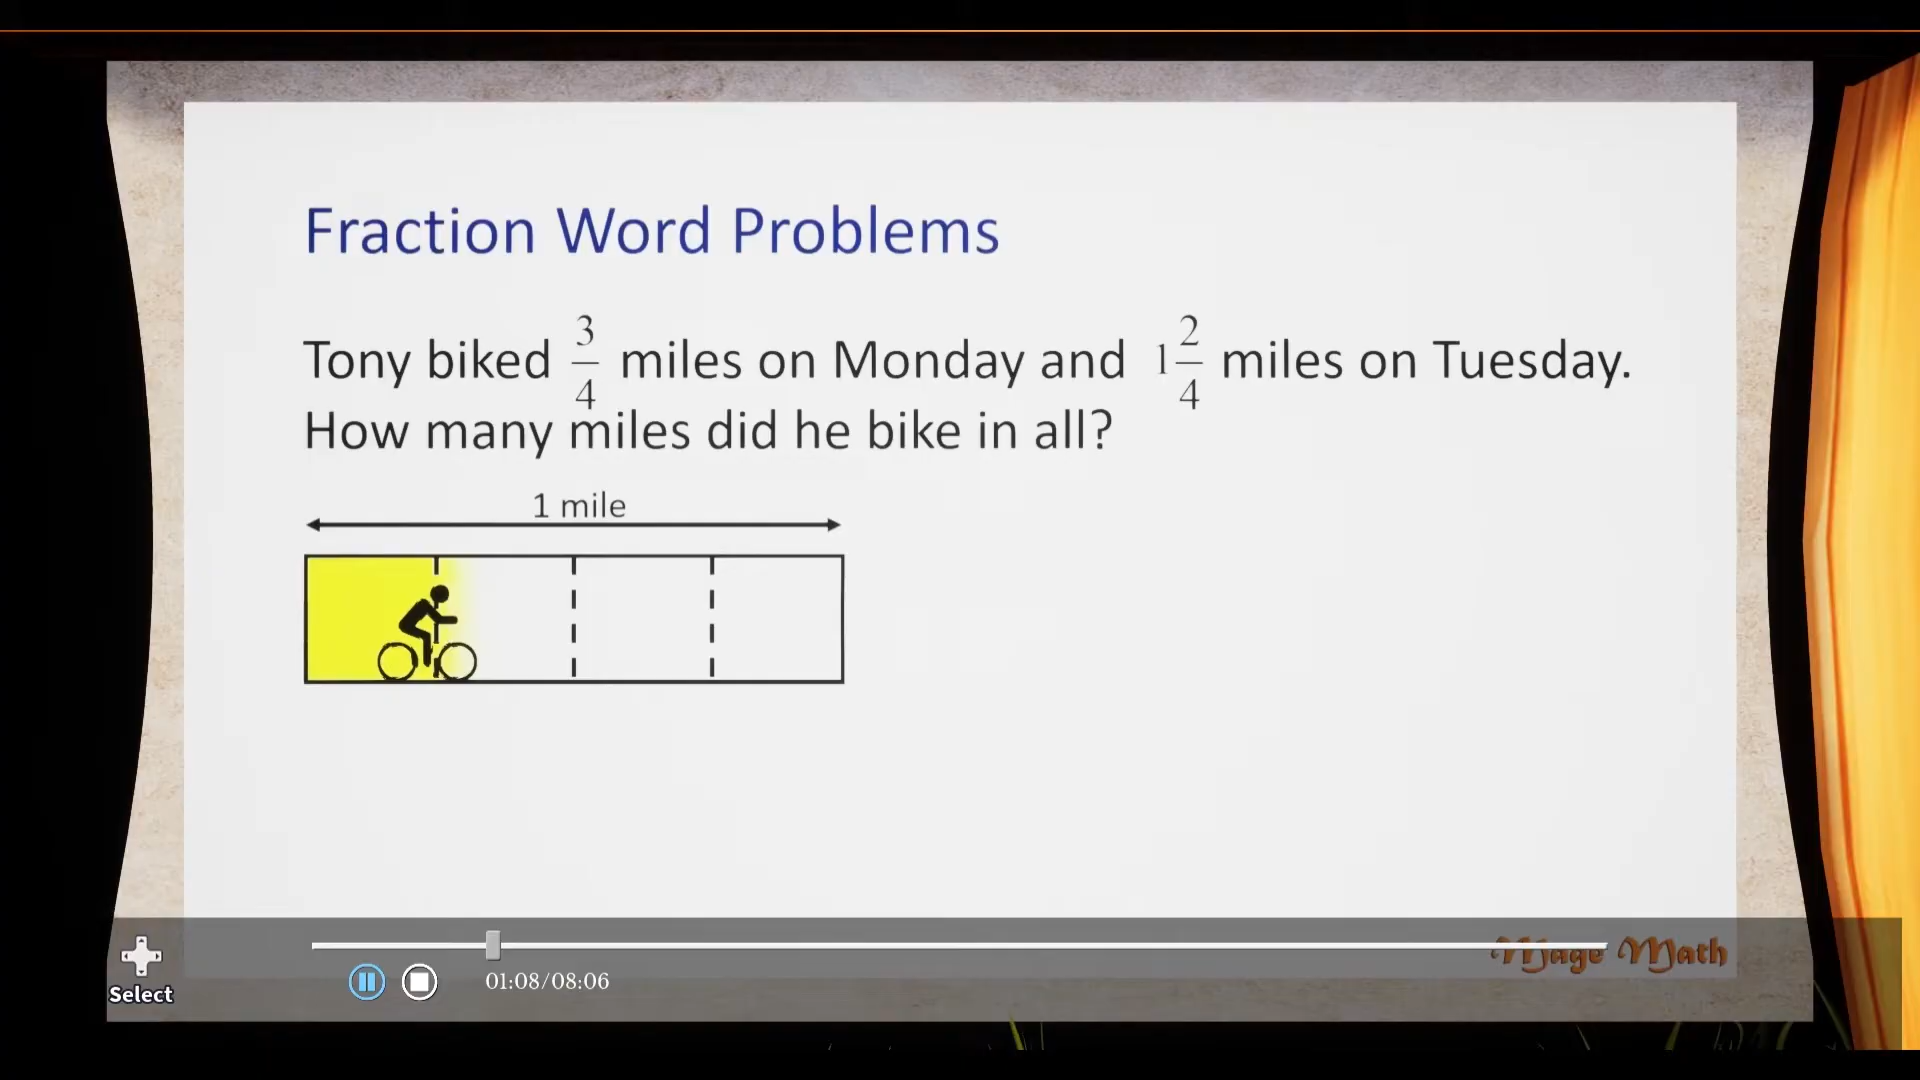 Fraction Word Problems
Tony biked 3/4 miles on Monday and 1 2/4 miles on Tuesday.
How many miles did he bike in all?
1 mile
Mage Math
01:08/08:06
Select